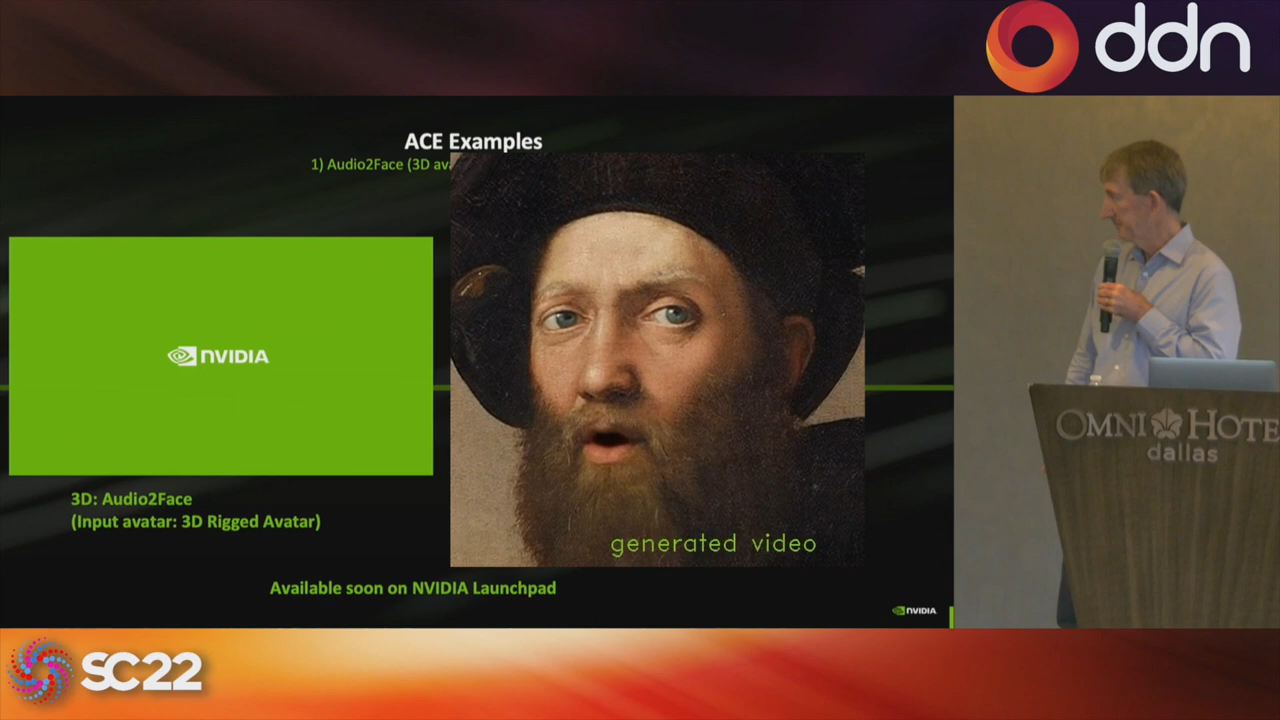 ddn
ACE Examples
1) Audio2Face (3D av
NVIDIA
generated video
3D: Audio2Face
(Input avatar: 3D Rigged Avatar)
Available soon on NVIDIA Launchpad
NVIDIA
OMNI HOTE
dallas
SC22